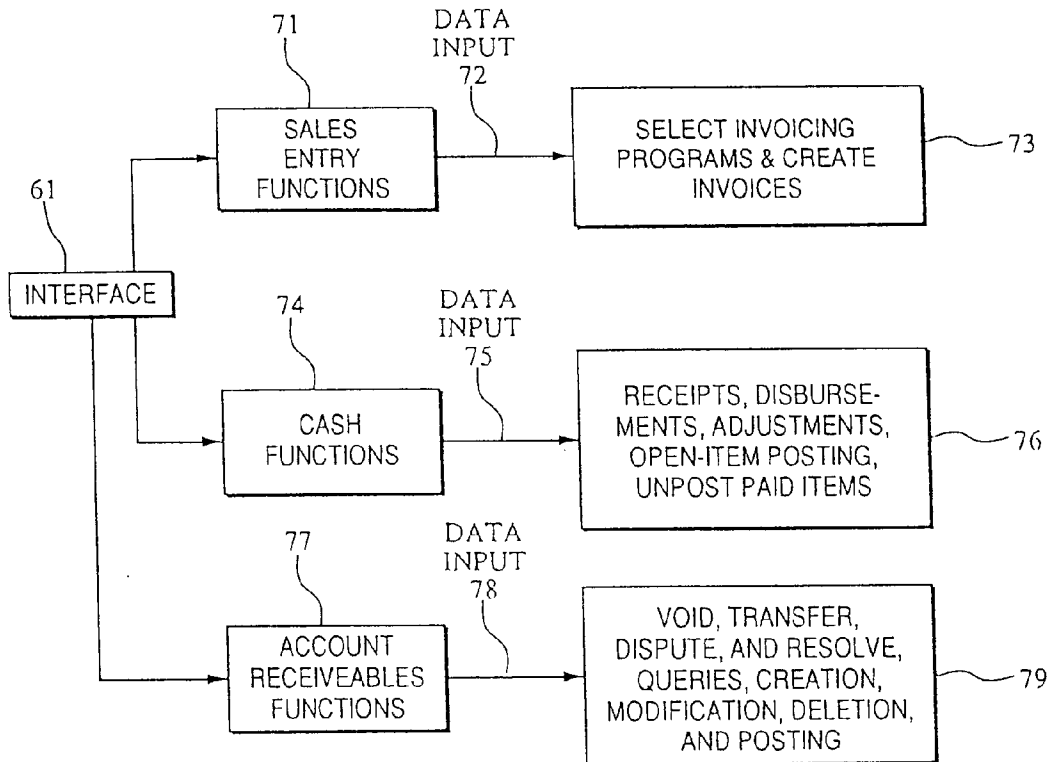 71
DATA
INPUT
72
SALES
ENTRY
FUNCTIONS
SELECT INVOICING
PROGRAMS & CREATE
INVOICES
73
61
INTERFACE
74
DATA
INPUT
75
CASH
FUNCTIONS
RECEIPTS, DISBURSE-
MENTS, ADJUSTMENTS,
OPEN-ITEM POSTING,
UNPOST PAID ITEMS
76
77
DATA
INPUT
78
ACCOUNT
RECEIVEABLES
FUNCTIONS
VOID, TRANSFER,
DISPUTE, AND RESOLVE,
QUERIES, CREATION,
MODIFICATION, DELETION,
AND POSTING
79